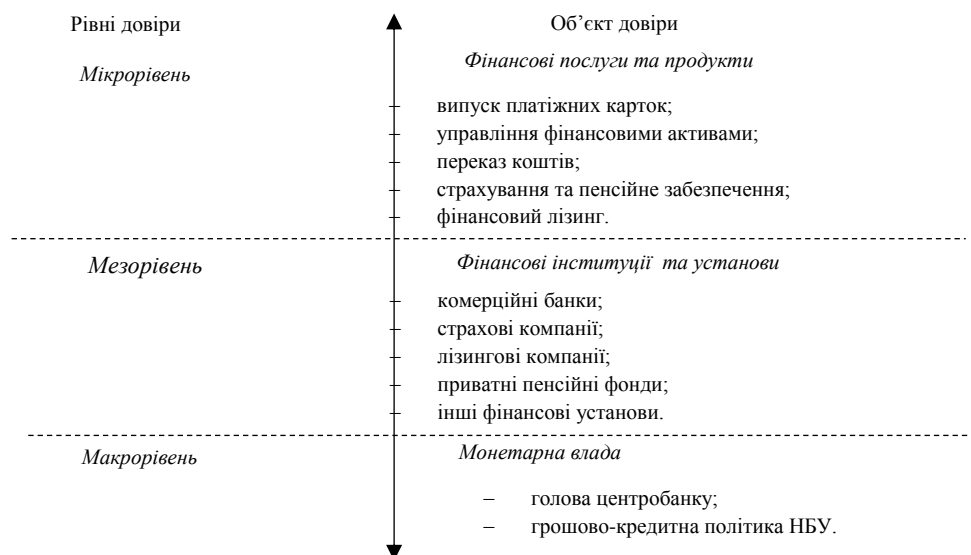 Рівні довіри
Об’єкт довіри
Мікрорівень
Фінансові послуги та продукти
випуск платіжних карток;
управління фінансовими активами;
переказ коштів;
страхування та пенсійне забезпечення;
фінансовий лізинг.
Мезорівень
Фінансові інституції та установи
комерційні банки;
страхові компанії;
лізингові компанії;
приватні пенсійні фонди;
інші фінансові установи.
Макрорівень
Монетарна влада
– голова центробанку;
– грошово-кредитна політика НБУ.